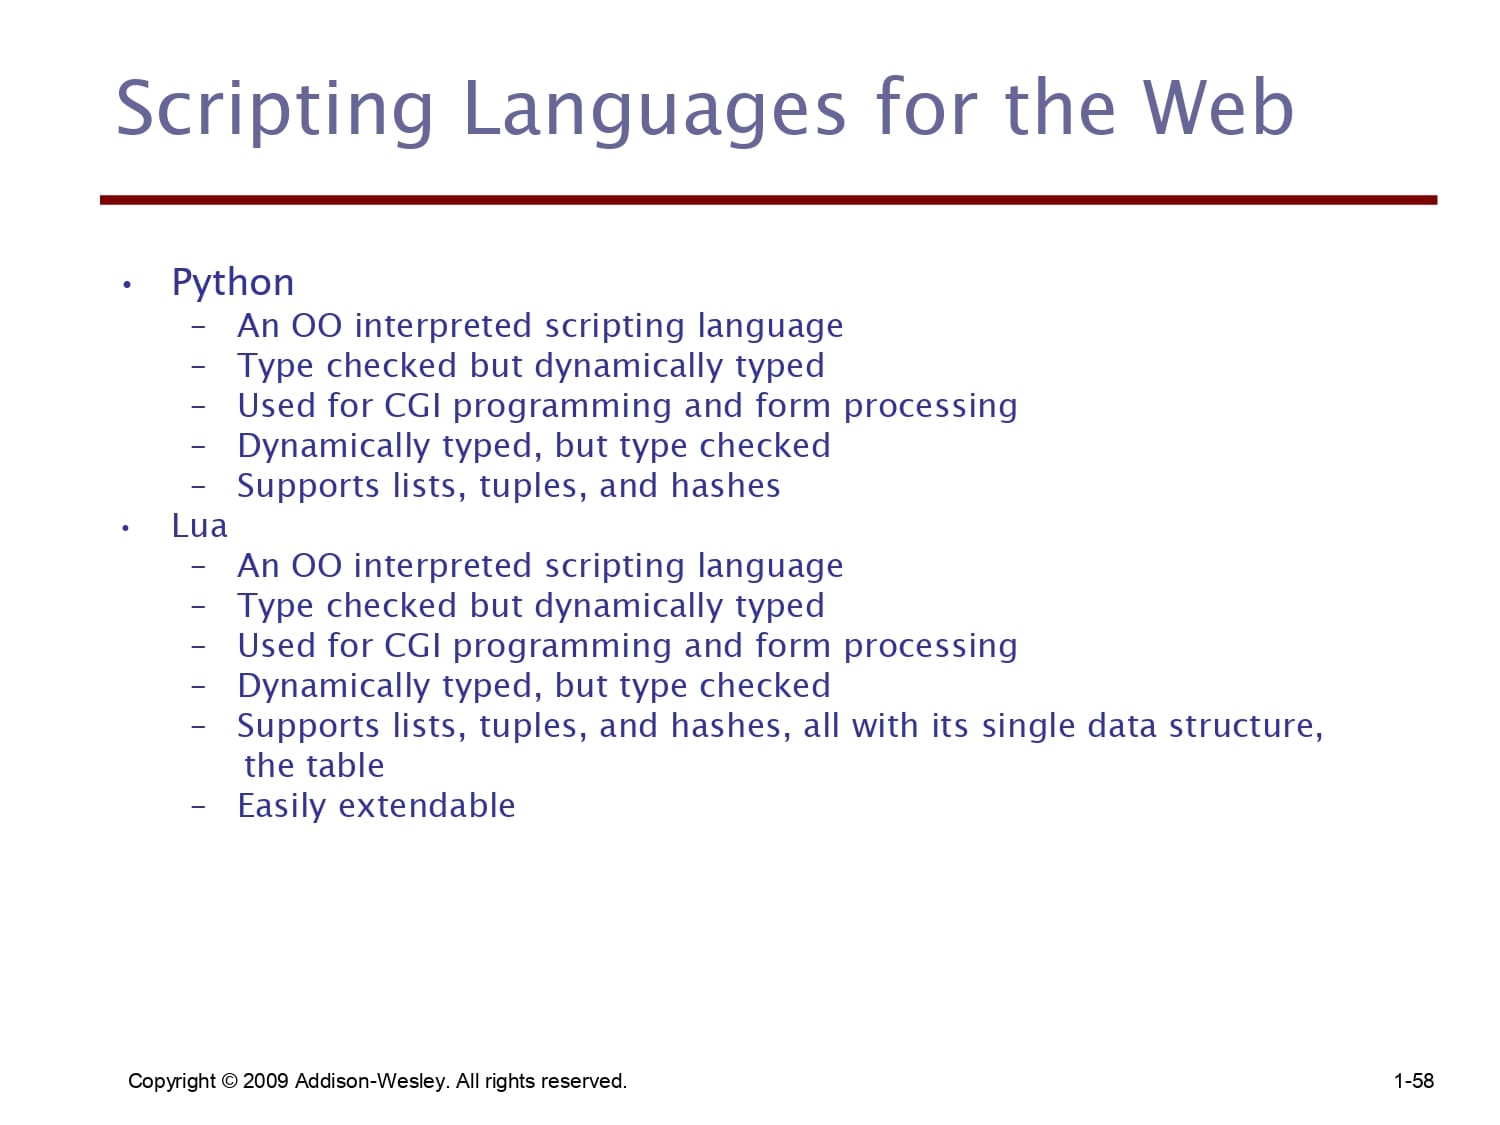 Scripting Languages for the Web
• Python
– An OO interpreted scripting language
– Type checked but dynamically typed
– Used for CGI programming and form processing
– Dynamically typed, but type checked
– Supports lists, tuples, and hashes
• Lua
– An OO interpreted scripting language
– Type checked but dynamically typed
– Used for CGI programming and form processing
– Dynamically typed, but type checked
– Supports lists, tuples, and hashes, all with its single data structure,
the table
– Easily extendable
Copyright © 2009 Addison-Wesley. All rights reserved. 1-58